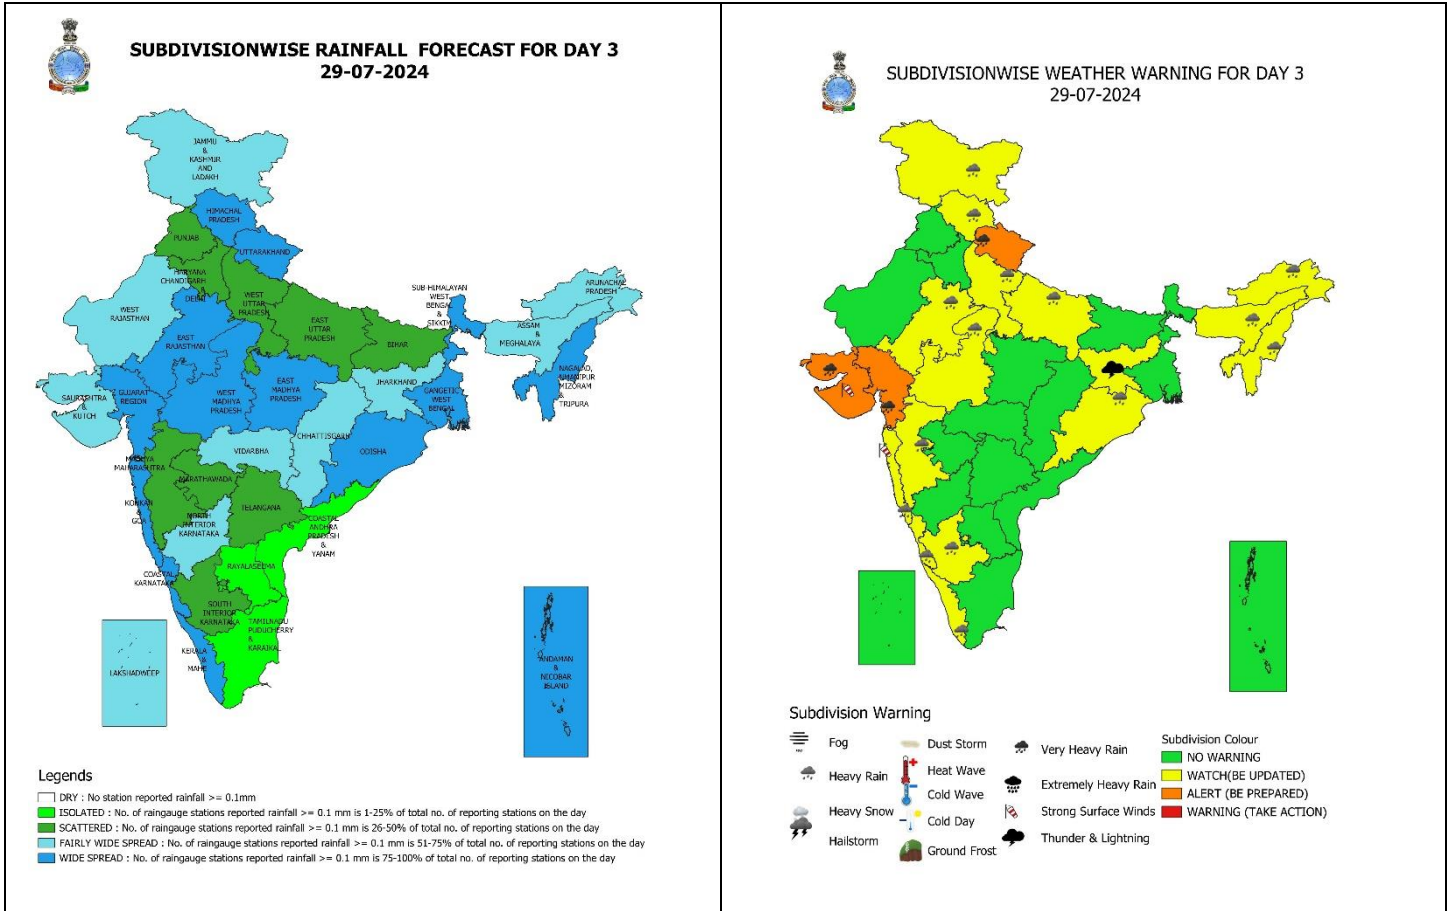 SUBDIVISIONWISE RAINFALL FORECAST FOR DAY 3
29-07-2024
JAMMU
&
KASHMIR
AND
LADAKH
HIMACHAL
PRADESH
PUNJAB
UTTARAKHAND
HARYANA
CHANDIGARH
&
DELHI
WEST
RAJASTHAN
WEST
UTTAR
PRADESH
EAST
UTTAR
PRADESH
EAST
RAJASTHAN
BIHAR
SUB HIMALAYAN
WEST
BENGAL
&
SIKKIM
ARUNACHAL
PRADESH
ASSAM
&
MEGHALAYA
NAGALAD,
MANIPUR
MIZORAM
&
TRIPURA
SAURASHTRA
&
KUTCH
GUJARAT
REGION
WEST
MADHYA
PRADESH
EAST
MADHYA
PRADESH
JHARKHAND
GANGETIC
WEST
BENGAL
CHHATTISGARH
ODISHA
VIDARBHA
MADHYA
MAHARASHTRA
MARATHAWADA
KONKAN
&
GOA
TELANGANA
NORTH
INTERIOR
KARNATAKA
COASTAL
ANDHRA
PRADESH
&
YANAM
RAYALASEEMA
COASTAL
KARNATAKA
SOUTH
INTERIOR
KARNATAKA
TAMILNADU
PUDUCHERRY
&
KARAIKAL
KERALA
&
MAHE
LAKSHADWEEP
ANDAMAN
&
NICOBAR
ISLAND
Legends
DRY : No station reported rainfall >= 0.1mm
ISOLATED : No. of raingauge stations reported rainfall >= 0.1 mm is 1-25% of total no. of reporting stations on the day
SCATTERED : No. of raingauge stations reported rainfall >= 0.1 mm is 26-50% of total no. of reporting stations on the day
FAIRLY WIDE SPREAD : No. of raingauge stations reported rainfall >= 0.1 mm is 51-75% of total no. of reporting stations on the day
WIDE SPREAD : No. of raingauge stations reported rainfall >= 0.1 mm is 75-100% of total no. of reporting stations on the day
SUBDIVISIONWISE WEATHER WARNING FOR DAY 3
29-07-2024
Subdivision Warning
Fog
Heavy Rain
Heavy Snow
Hailstorm
Dust Storm
Heat Wave
Cold Wave
Cold Day
Ground Frost
Very Heavy Rain
Extremely Heavy Rain
Strong Surface Winds
Thunder & Lightning
Subdivision Colour
NO WARNING
WATCH(BE UPDATED)
ALERT (BE PREPARED)
WARNING (TAKE ACTION)